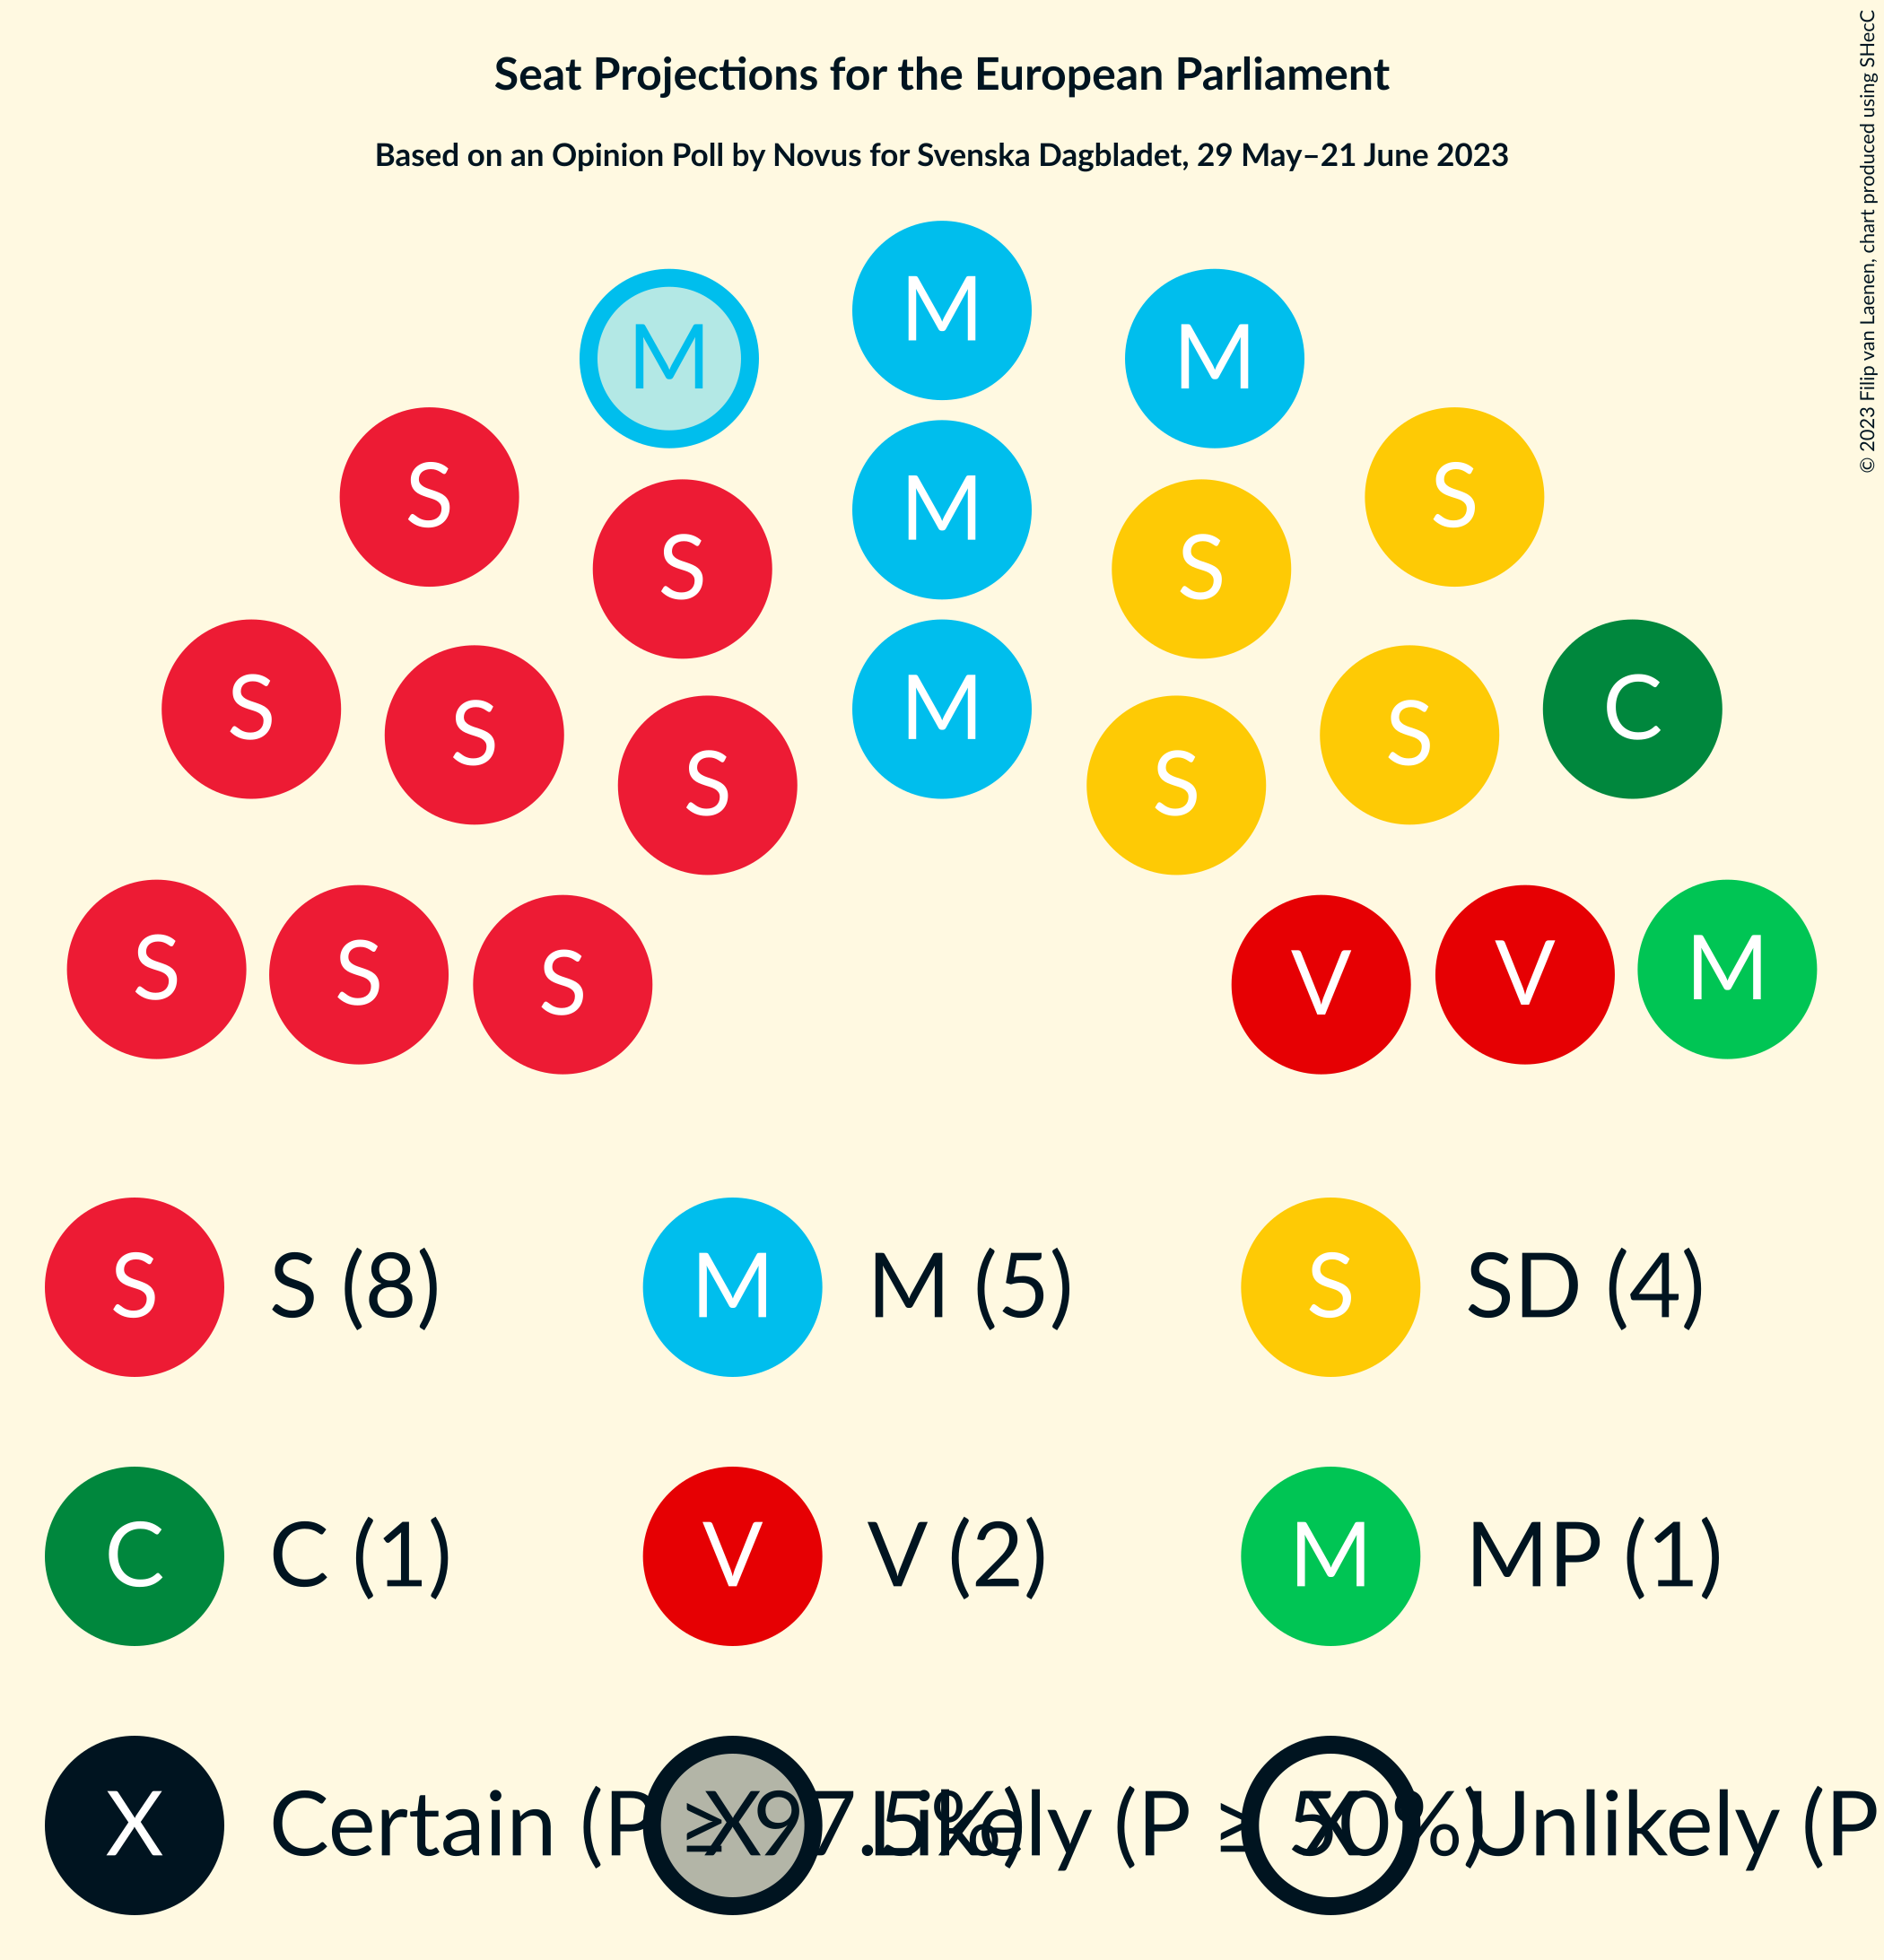 Seat Projections for the European Parliament
Based on an Opinion Poll by Novus for Svenska Dagbladet, 29 May–21 June 2023
© 2023 Filip van Laenen, chart produced using SHecC
M
M M
M
S S
S M S
S C
S S M S S
S S S V V M
S S (8) M M (5) S SD (4)
C C (1) V V (2) M MP (1)
X Certain (P ≥ 97.5%) X Likely (P ≥ 50%) X Unlikely (P